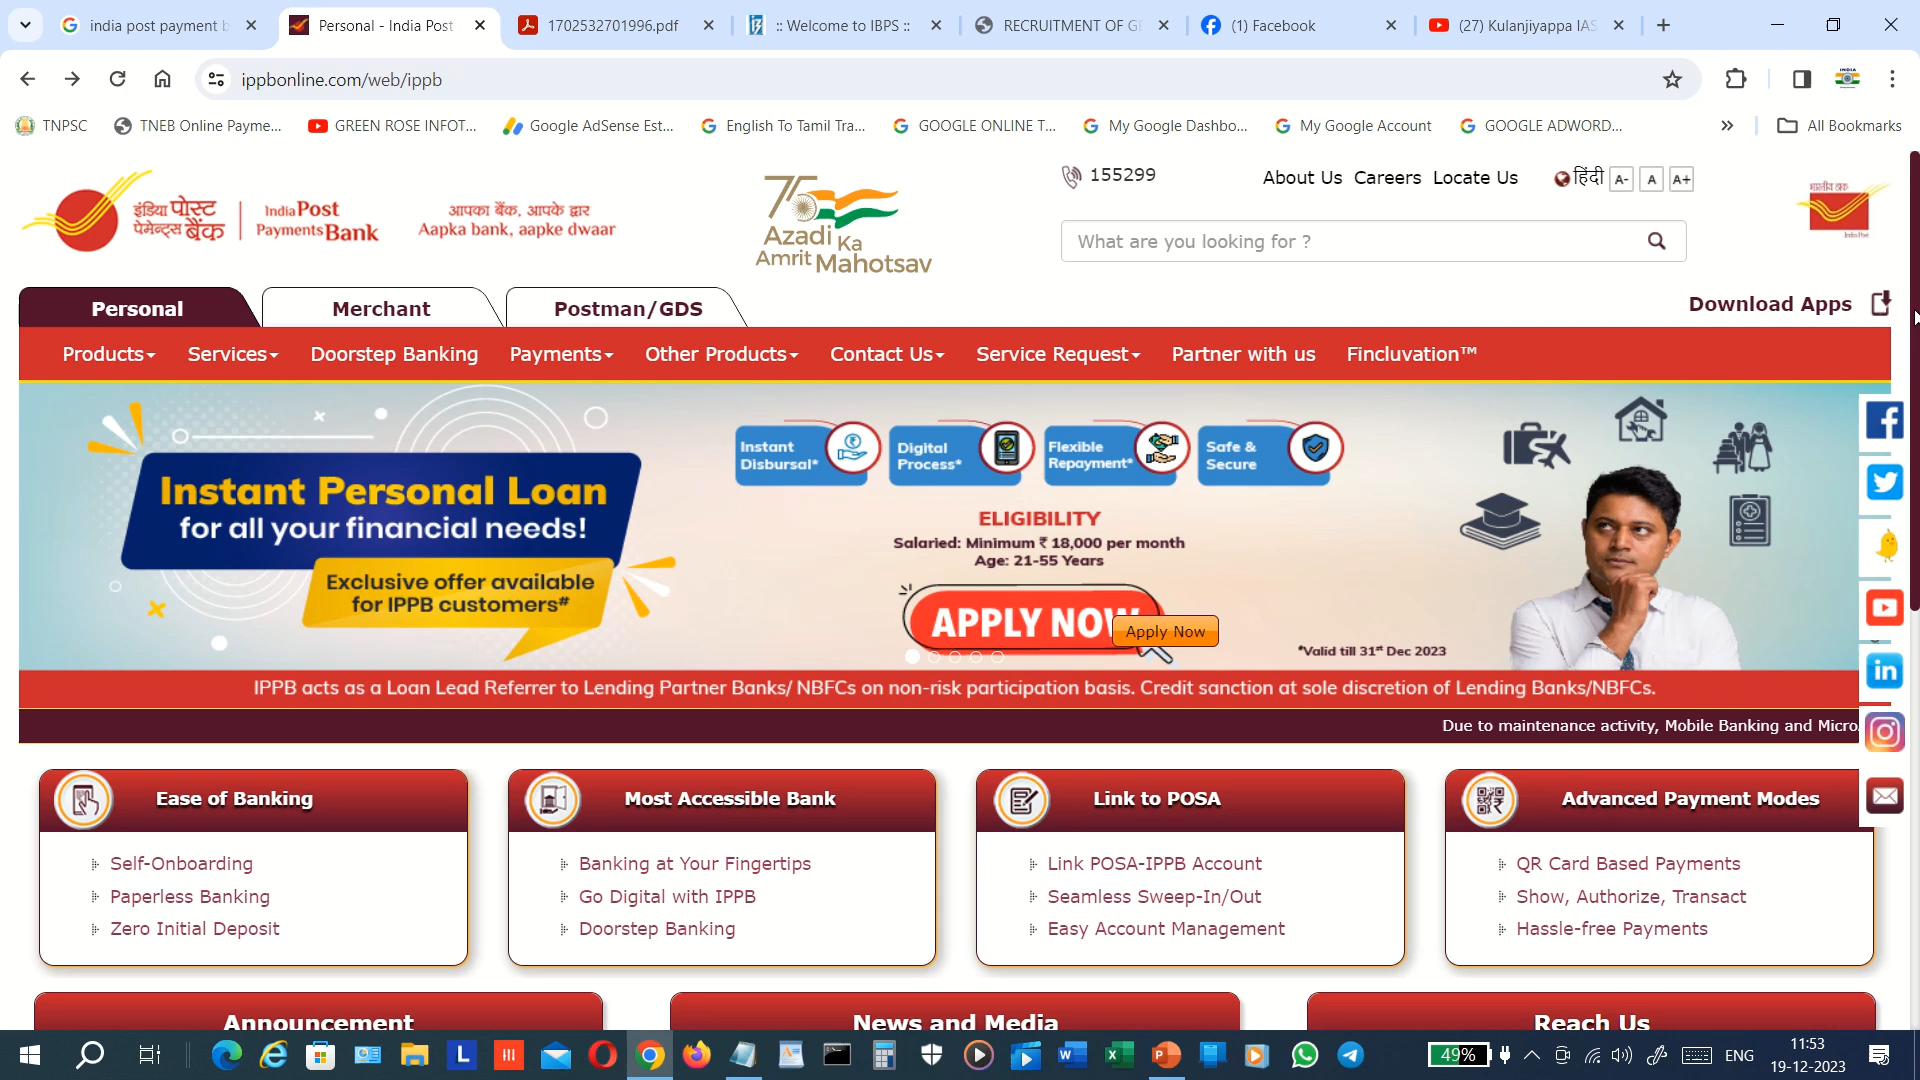 india post payment b
Personal - India Post
1702532701996.pdf
:: Welcome to IBPS ::
RECRUITMENT OF GE
(1) Facebook
(27) Kulanjiyappa IAS
ippbonline.com/web/ippb
TNPSC
TNEB Online Payme...
GREEN ROSE INFOT...
Google AdSense Est...
English To Tamil Tra...
GOOGLE ONLINE T...
My Google Dashbo...
My Google Account
GOOGLE ADWORD...
All Bookmarks
इंडिया पोस्ट
पेमेन्ट्स बैंक
India Post
Payments Bank
आपका बैंक, आपके द्वार
Aapka bank, aapke dwaar
75
Azadi Ka
Amrit Mahotsav
155299
About Us Careers Locate Us
हिंदी A- A A+
What are you looking for ?
भारतीय डाक
India Post
Personal
Merchant
Postman/GDS
Download Apps
Products
Services
Doorstep Banking
Payments
Other Products
Contact Us
Service Request
Partner with us
Fincluvation™
Instant Personal Loan
for all your financial needs!
Exclusive offer available
for IPPB customers#
Instant
Disbursal*
Digital
Process*
Flexible
Repayment*
Safe &
Secure
ELIGIBILITY
Salaried: Minimum ₹ 18,000 per month
Age: 21-55 Years
APPLY NOW
Apply Now
*Valid till 31st Dec 2023
IPPB acts as a Loan Lead Referrer to Lending Partner Banks/ NBFCs on non-risk participation basis. Credit sanction at sole discretion of Lending Banks/NBFCs.
Due to maintenance activity, Mobile Banking and Micro
Ease of Banking
Self-Onboarding
Paperless Banking
Zero Initial Deposit
Most Accessible Bank
Banking at Your Fingertips
Go Digital with IPPB
Doorstep Banking
Link to POSA
Link POSA-IPPB Account
Seamless Sweep-In/Out
Easy Account Management
Advanced Payment Modes
QR Card Based Payments
Show, Authorize, Transact
Hassle-free Payments
Announcement
News and Media
Reach Us
49%
ENG
11:53
19-12-2023